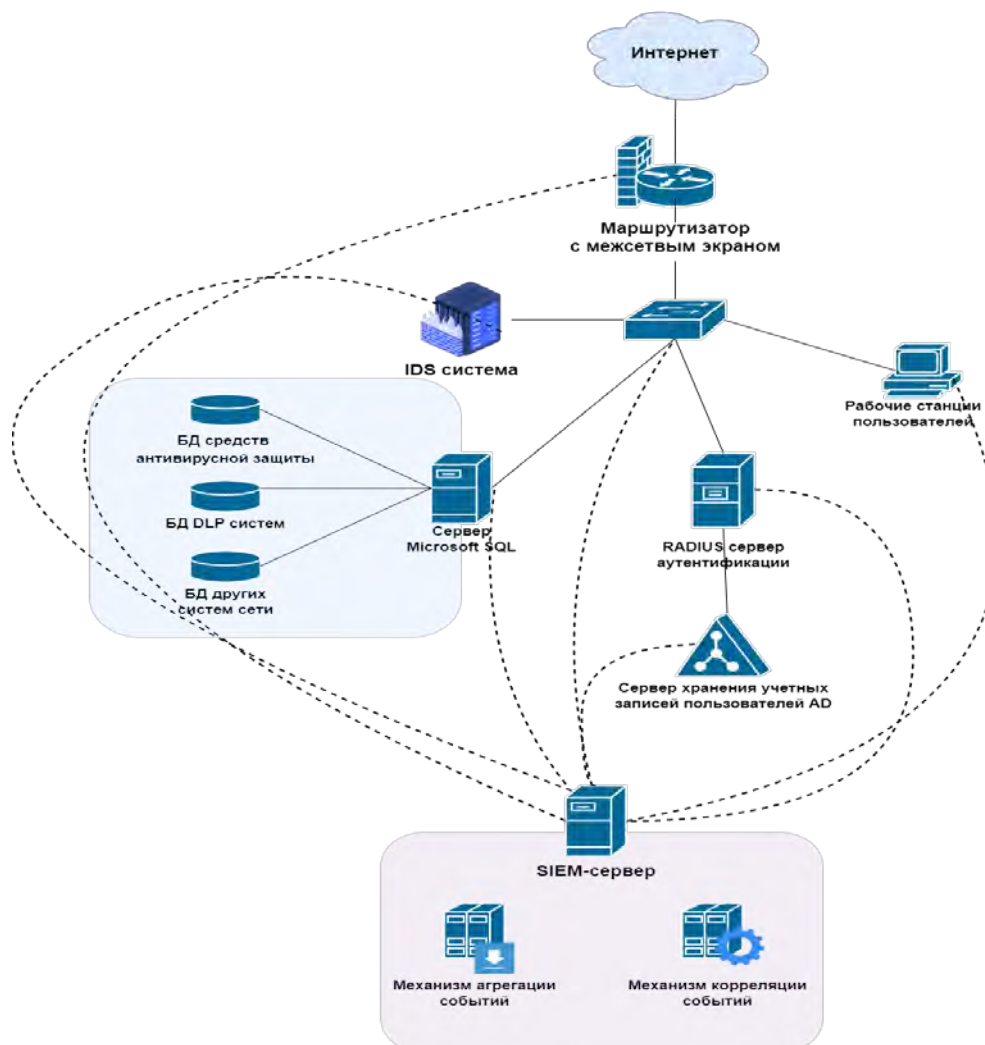 Интернет
Маршрутизатор
с межсетвым экраном
IDS система
Рабочие станции
пользователей
БД средств
антивирусной защиты
БД DLP систем
Сервер
Microsoft SQL
БД других
систем сети
RADIUS сервер
аутентификации
Сервер хранения учетных
записей пользователей AD
SIEM-сервер
Механизм агрегации
событий
Механизм корреляции
событий